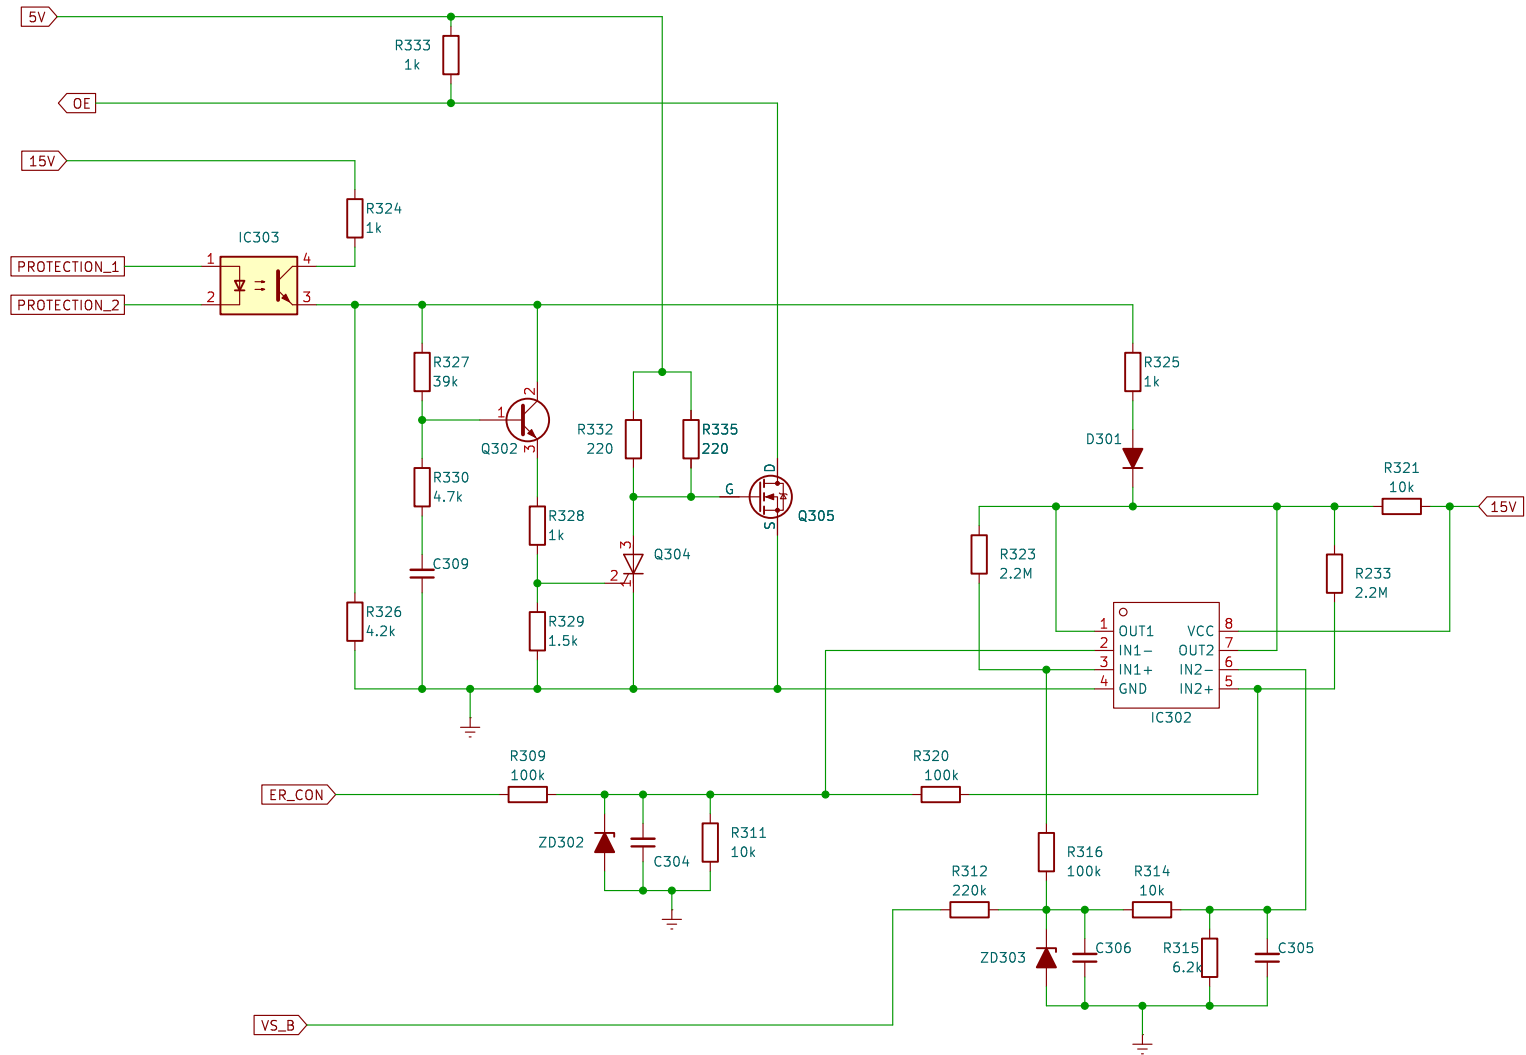 5V
R333
1k
OE
15V
R324
1k
IC303
PROTECTION_1
1
4
PROTECTION_2
2
3
R327
39k
R325
1k
2
1
Q302
3
R332
220
R335
220
D301
D
G
S
Q305
R330
4.7k
R321
10k
15V
R328
1k
C309
3
Q304
2
1
R323
2.2M
R233
2.2M
R326
4.2k
R329
1.5k
1 OUT1 VCC 8
2 IN1- OUT2 7
3 IN1+ IN2- 6
4 GND IN2+ 5
IC302
R309
100k
R320
100k
ER_CON
ZD302
C304
R311
10k
R316
100k
R312
220k
R314
10k
ZD303
C306
R315
6.2k
C305
VS_B